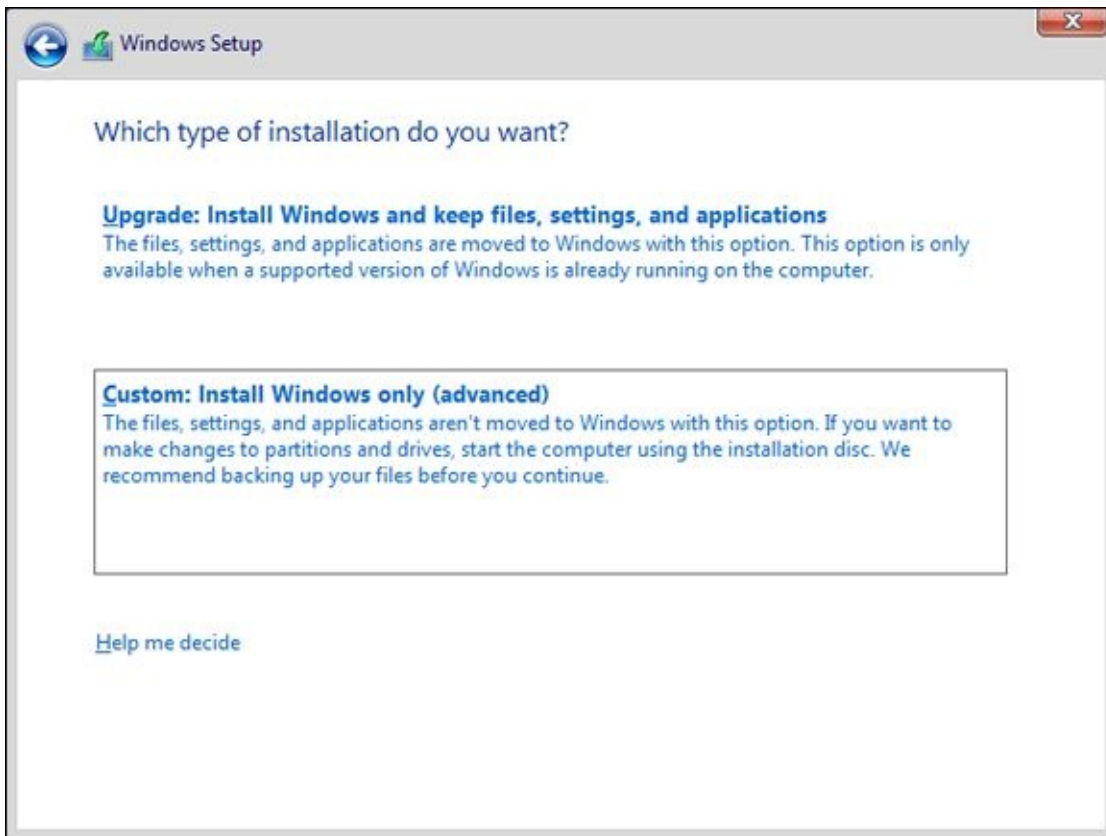 Windows Setup
Which type of installation do you want?
Upgrade: Install Windows and keep files, settings, and applications
The files, settings, and applications are moved to Windows with this option. This option is only
available when a supported version of Windows is already running on the computer.
Custom: Install Windows only (advanced)
The files, settings, and applications aren't moved to Windows with this option. If you want to
make changes to partitions and drives, start the computer using the installation disc. We
recommend backing up your files before you continue.
Help me decide